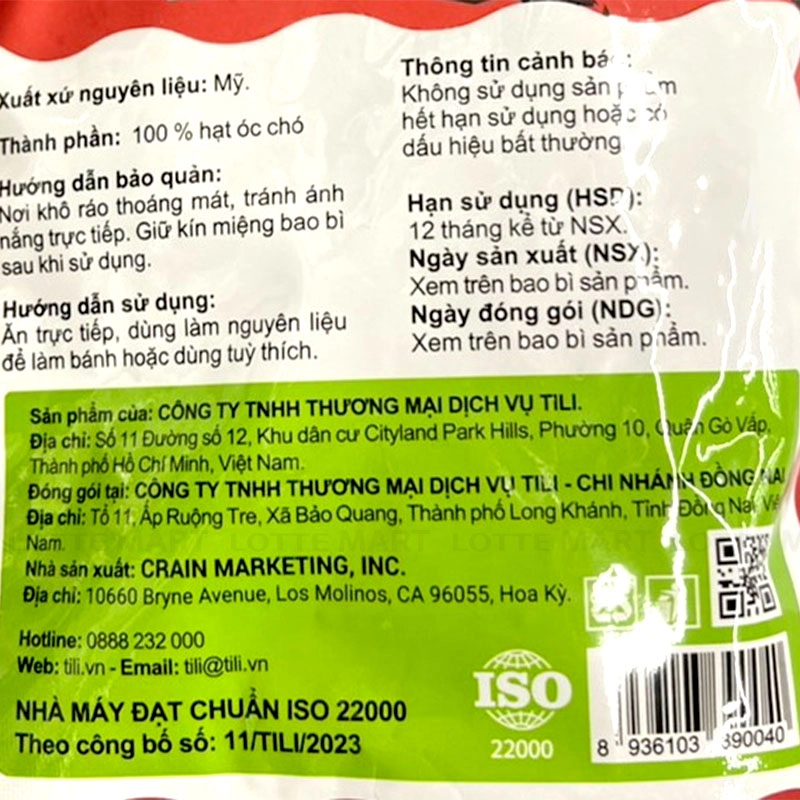 Xuất xứ nguyên liệu: Mỹ.
Thành phần: 100 % hạt óc chó
Hướng dẫn bảo quản:
Nơi khô ráo thoáng mát, tránh ánh
nắng trực tiếp. Giữ kín miệng bao bì
sau khi sử dụng.
Hướng dẫn sử dụng:
Ăn trực tiếp, dùng làm nguyên liệu
để làm bánh hoặc dùng tuỳ thích.
Thông tin cảnh báo:
Không sử dụng sản phẩm
hết hạn sử dụng hoặc có
dấu hiệu bất thường
Hạn sử dụng (HSD):
12 tháng kể từ NSX.
Ngày sản xuất (NSX):
Xem trên bao bì sản phẩm.
Ngày đóng gói (NDG):
Xem trên bao bì sản phẩm.
Sản phẩm của: CÔNG TY TNHH THƯƠNG MẠI DỊCH VỤ TILI.
Địa chỉ: Số 11 Đường số 12, Khu dân cư Cityland Park Hills, Phường 10, Quận Gò Vấp,
Thành phố Hồ Chí Minh, Việt Nam.
Đóng gói tại: CÔNG TY TNHH THƯƠNG MẠI DỊCH VỤ TILI - CHI NHÁNH ĐỒNG NAI
Địa chỉ: Tổ 11, Ấp Ruộng Tre, Xã Bảo Quang, Thành phố Long Khánh, Tỉnh Đồng Nai, Việt
Nam.
LOTTE MART LOTTE MART LOTTE MART
Nhà sản xuất: CRAIN MARKETING, INC.
Địa chỉ: 10660 Bryne Avenue, Los Molinos, CA 96055, Hoa Kỳ.
Hotline: 0888 232 000
Web: tili.vn - Email: tili@tili.vn
NHÀ MÁY ĐẠT CHUẨN ISO 22000
Theo công bố số: 11/TILI/2023
ISO
22000
8 936103 890040